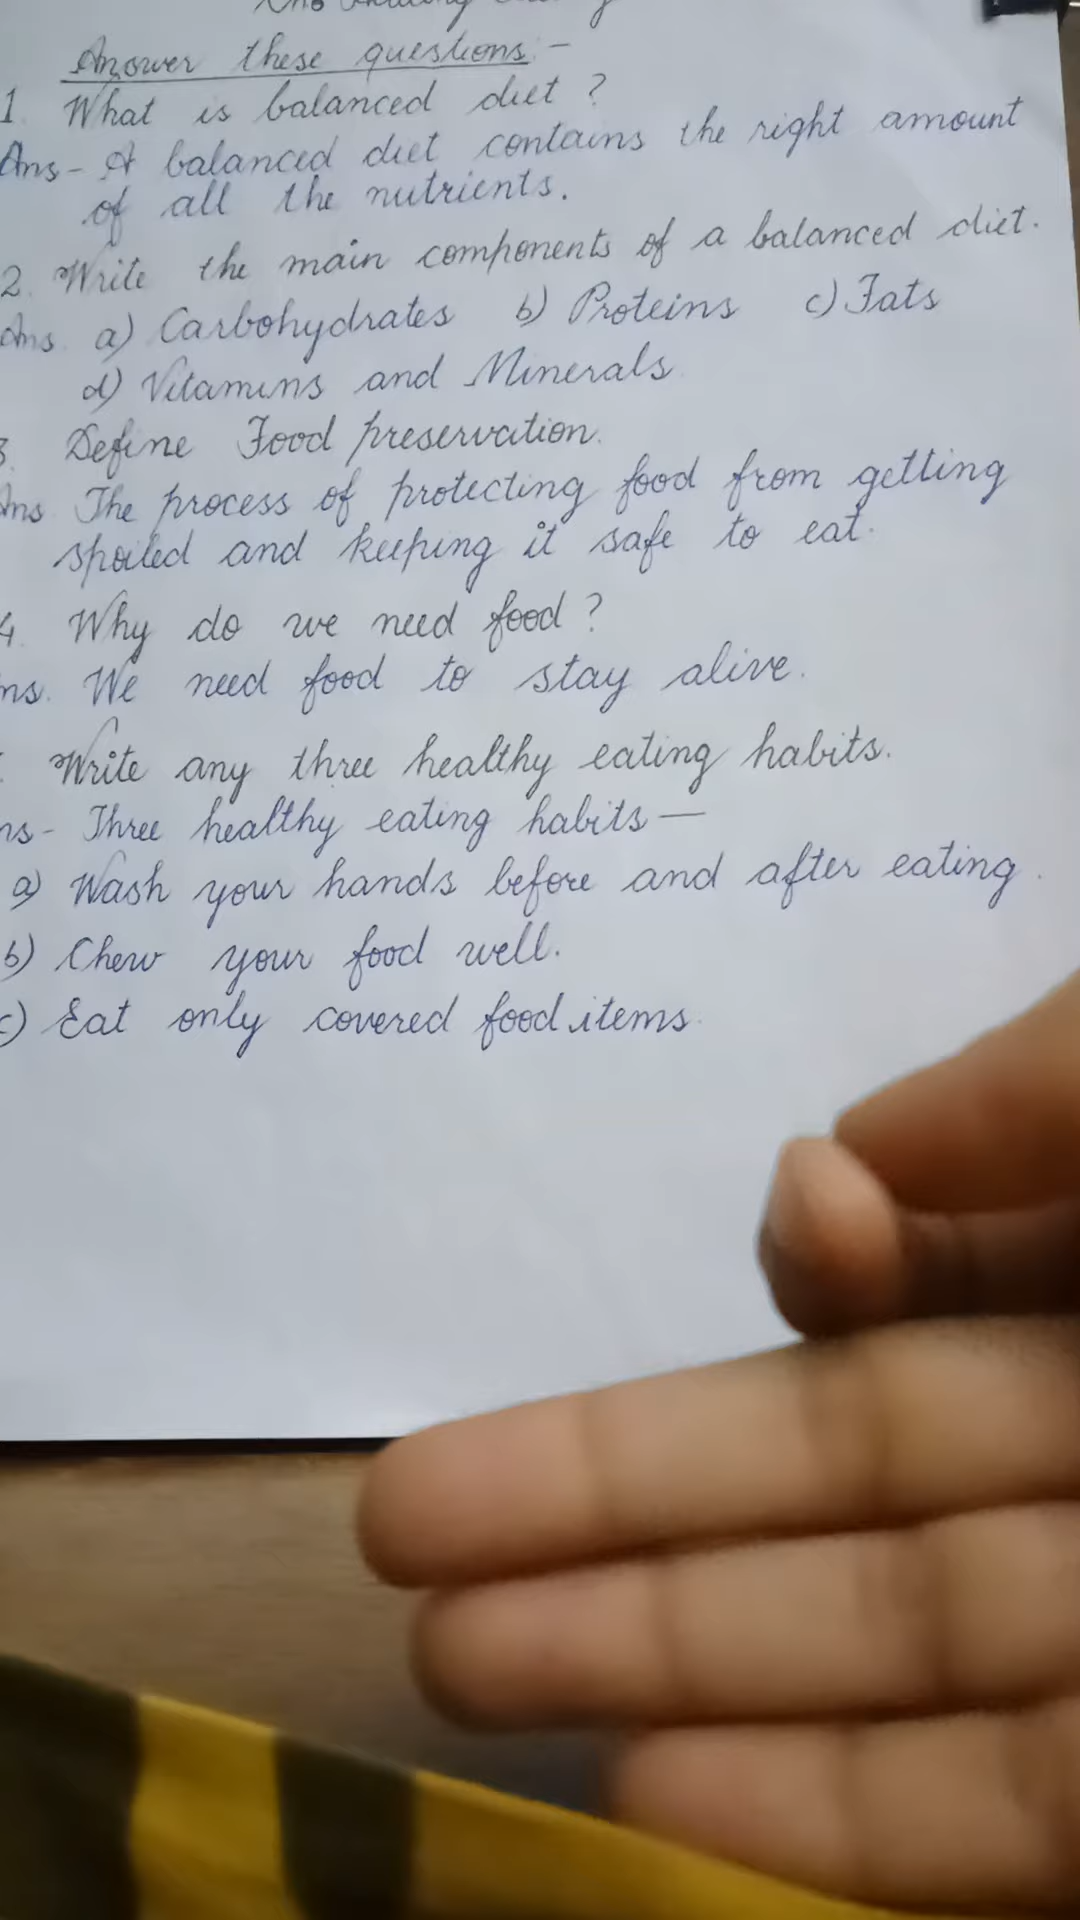 Answer these questions:-
1. What is balanced diet ?
Ans- A balanced diet contains the right amount
of all the nutrients.
2. Write the main components of a balanced diet.
Ans. a) Carbohydrates b) Proteins c) Fats
d) Vitamins and Minerals
3. Define Food preservation.
Ans The process of protecting food from getting
spoiled and keeping it safe to eat.
4. Why do we need food ?
ns. We need food to stay alive.
Write any three healthy eating habits.
ns- Three healthy eating habits—
a) Wash your hands before and after eating.
b) Chew your food well.
c) Eat only covered food items.